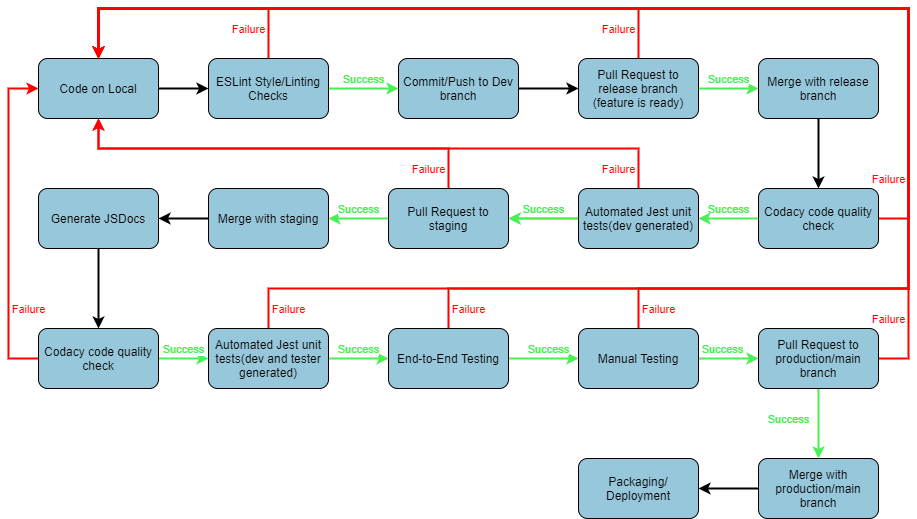 Failure
Failure
Code on Local
ESLint Style/Linting
Checks
Success
Commit/Push to Dev
branch
Pull Request to
release branch
(feature is ready)
Success
Merge with release
branch
Failure
Failure
Failure
Generate JSDocs
Merge with staging
Success
Pull Request to
staging
Success
Automated Jest unit
tests(dev generated)
Success
Codacy code quality
check
Failure
Failure
Failure
Failure
Failure
Codacy code quality
check
Success
Automated Jest unit
tests(dev and tester
generated)
Success
End-to-End Testing
Success
Manual Testing
Success
Pull Request to
production/main
branch
Success
Packaging/
Deployment
Merge with
production/main
branch